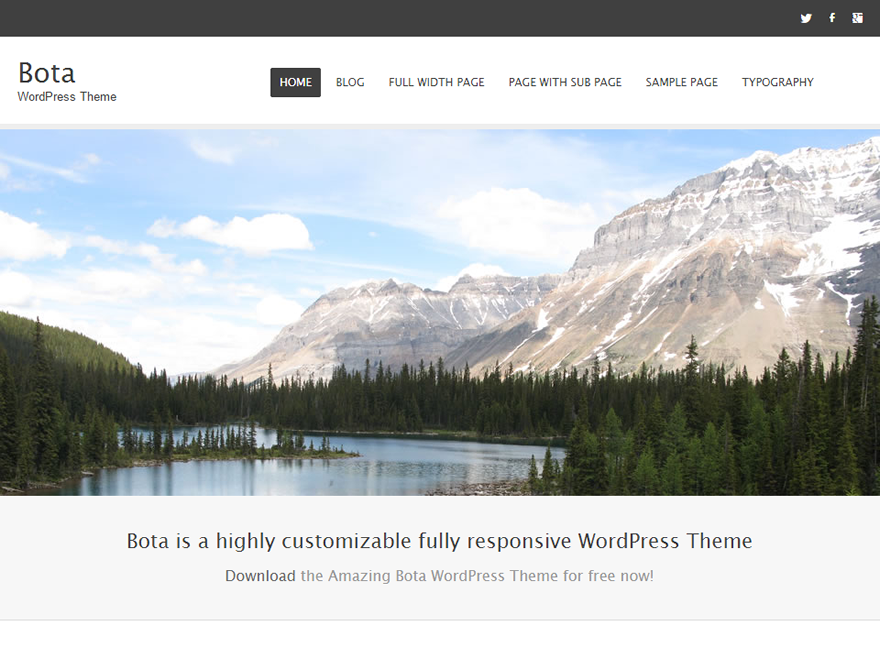 Bota
WordPress Theme
HOME BLOG FULL WIDTH PAGE PAGE WITH SUB PAGE SAMPLE PAGE TYPOGRAPHY
Bota is a highly customizable fully responsive WordPress Theme
Download the Amazing Bota WordPress Theme for free now!